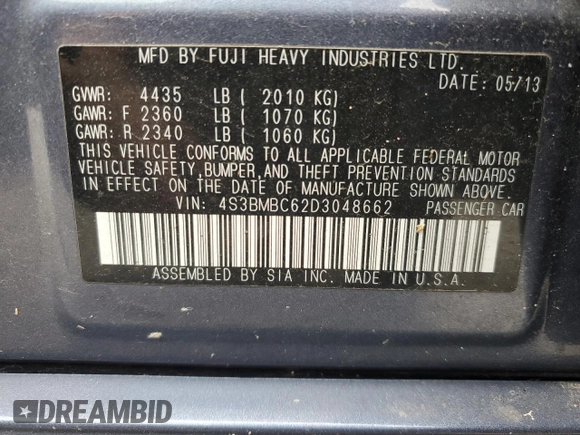 MFD BY FUJI HEAVY INDUSTRIES LTD.
DATE: 05/13
GVWR: 4435 LB ( 2010 KG)
GAWR: F 2360 LB ( 1070 KG)
GAWR: R 2340 LB ( 1060 KG)
THIS VEHICLE CONFORMS TO ALL APPLICABLE FEDERAL MOTOR
VEHICLE SAFETY, BUMPER, AND THEFT PREVENTION STANDARDS
IN EFFECT ON THE DATE OF MANUFACTURE SHOWN ABOVE.
VIN: 4S3BMBC62D3048662 PASSENGER CAR
ASSEMBLED BY SIA INC. MADE IN U.S.A.
DREAMBID